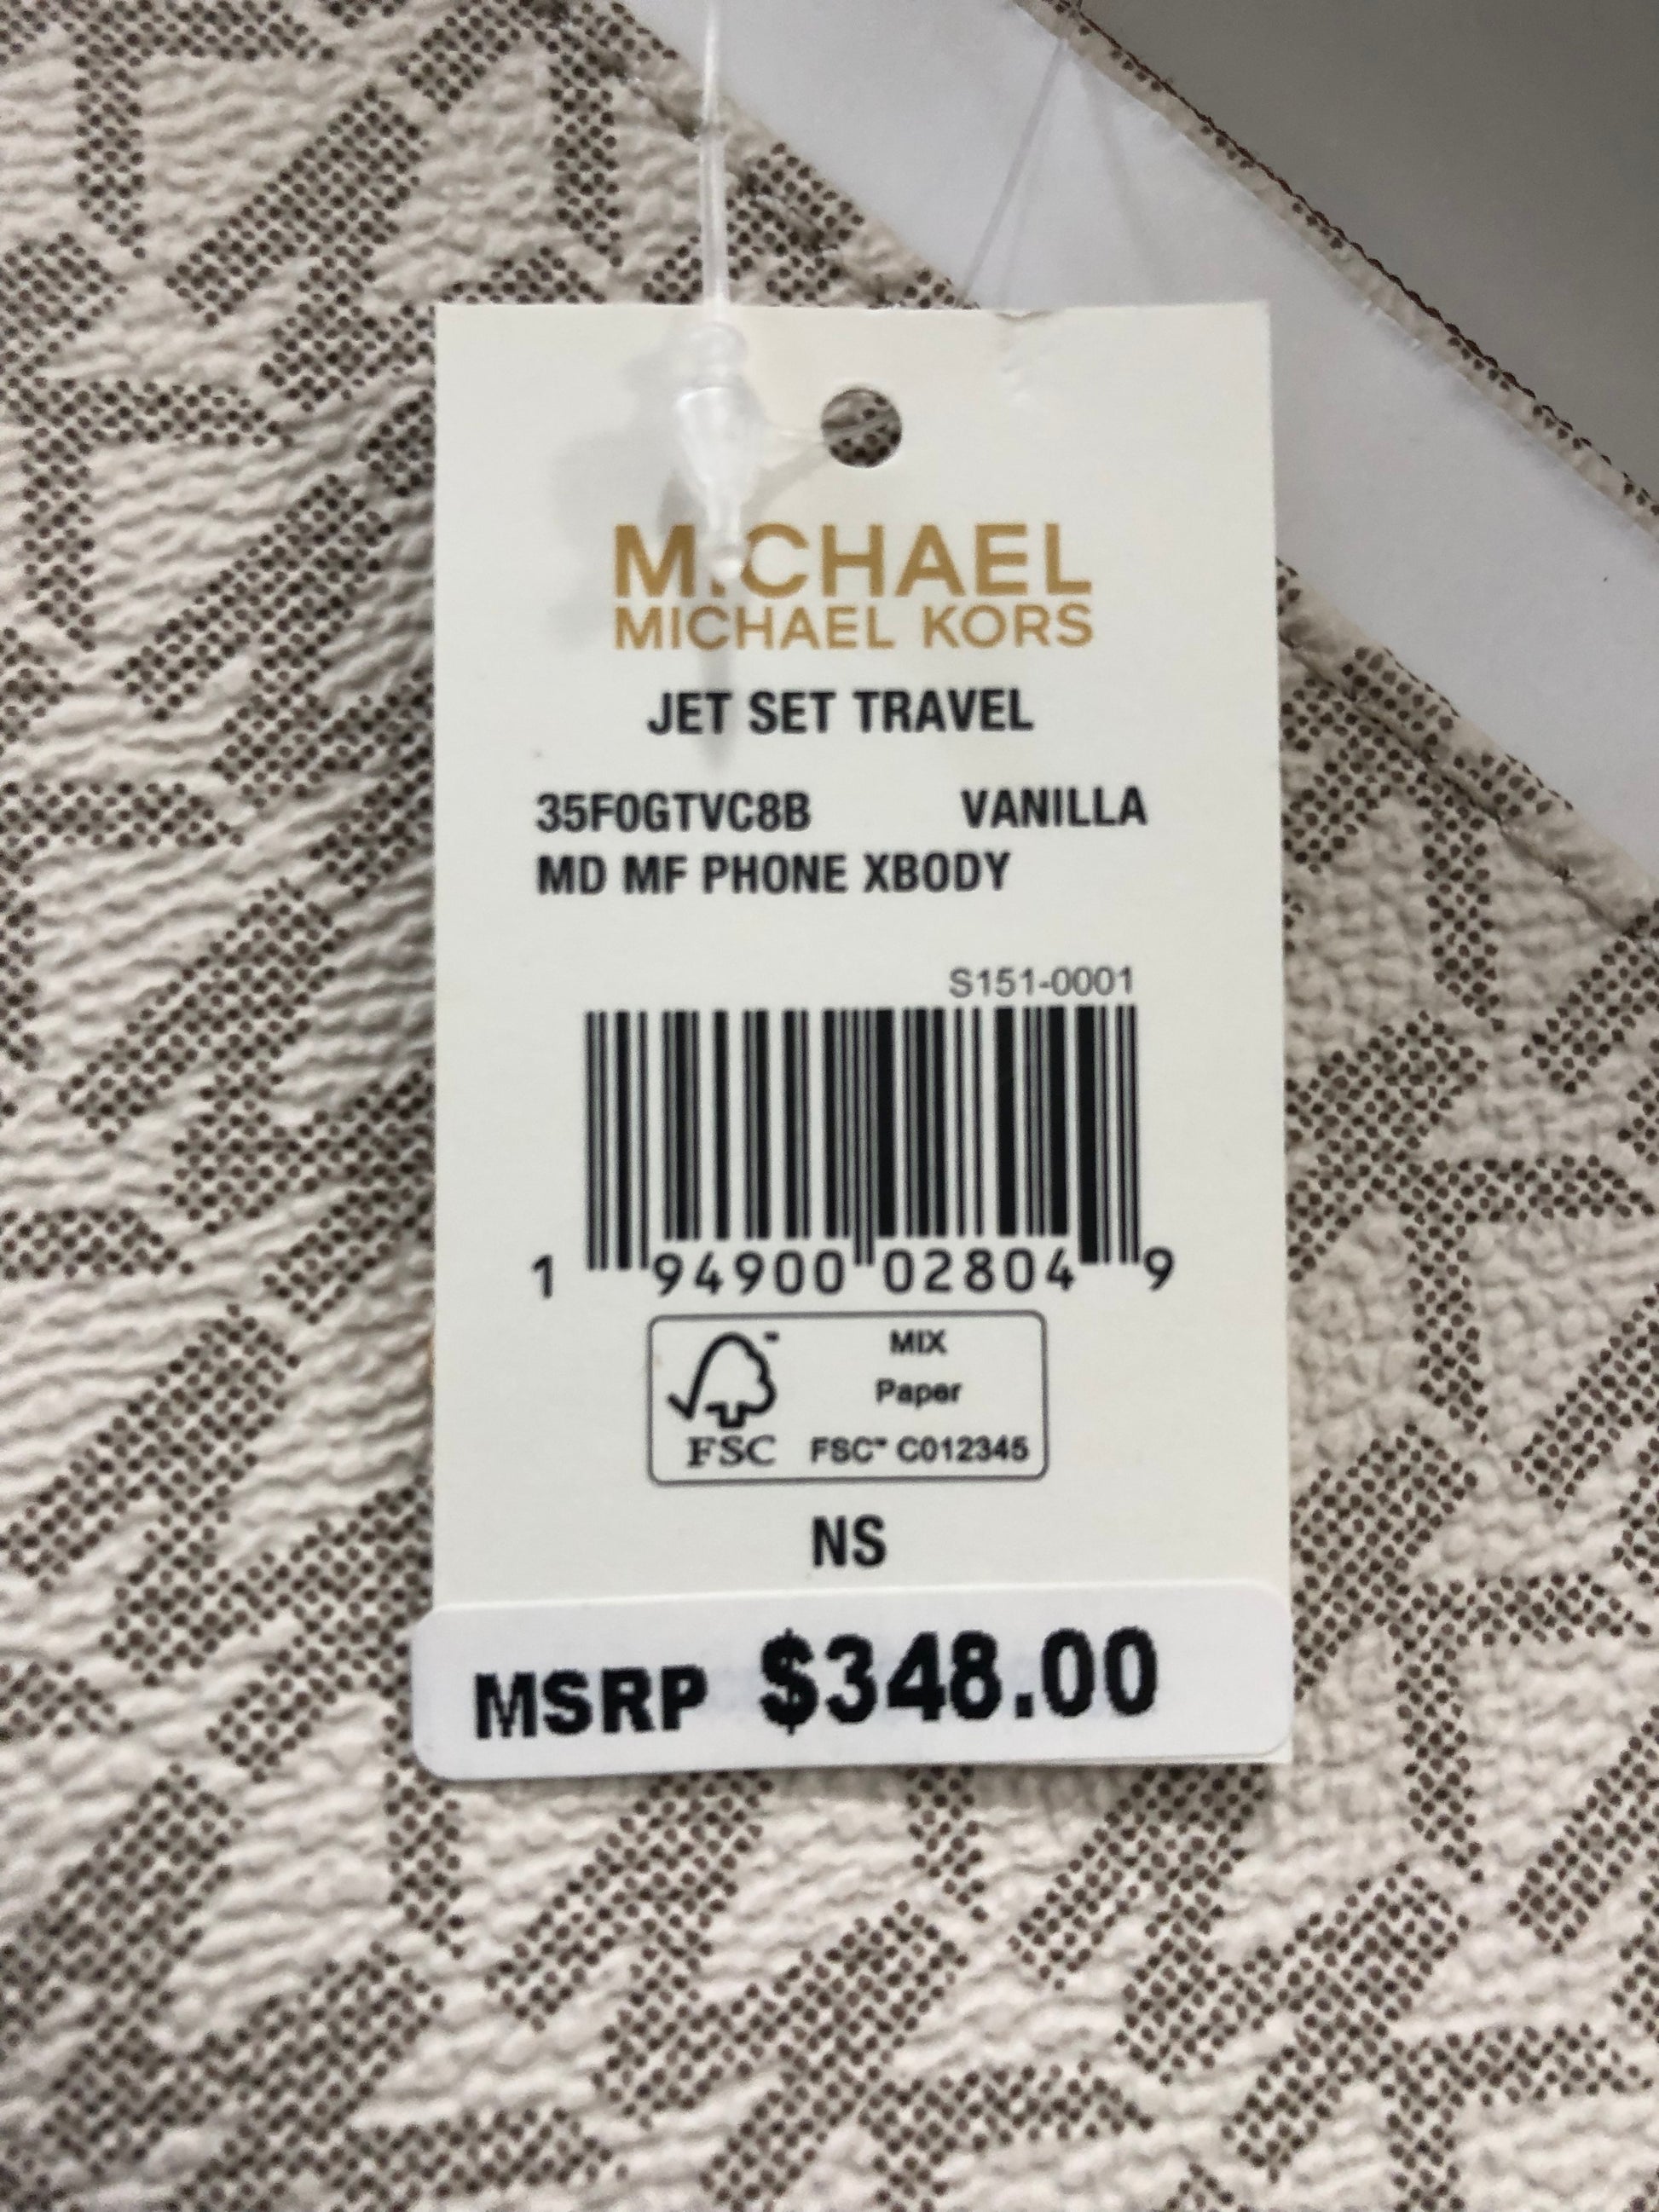 MICHAEL
MICHAEL KORS
JET SET TRAVEL
35F0GTVC8B VANILLA
MD MF PHONE XBODY
S151-0001
1 94900 02804 9
MIX
Paper
FSC FSC™ C012345
NS
MSRP $348.00